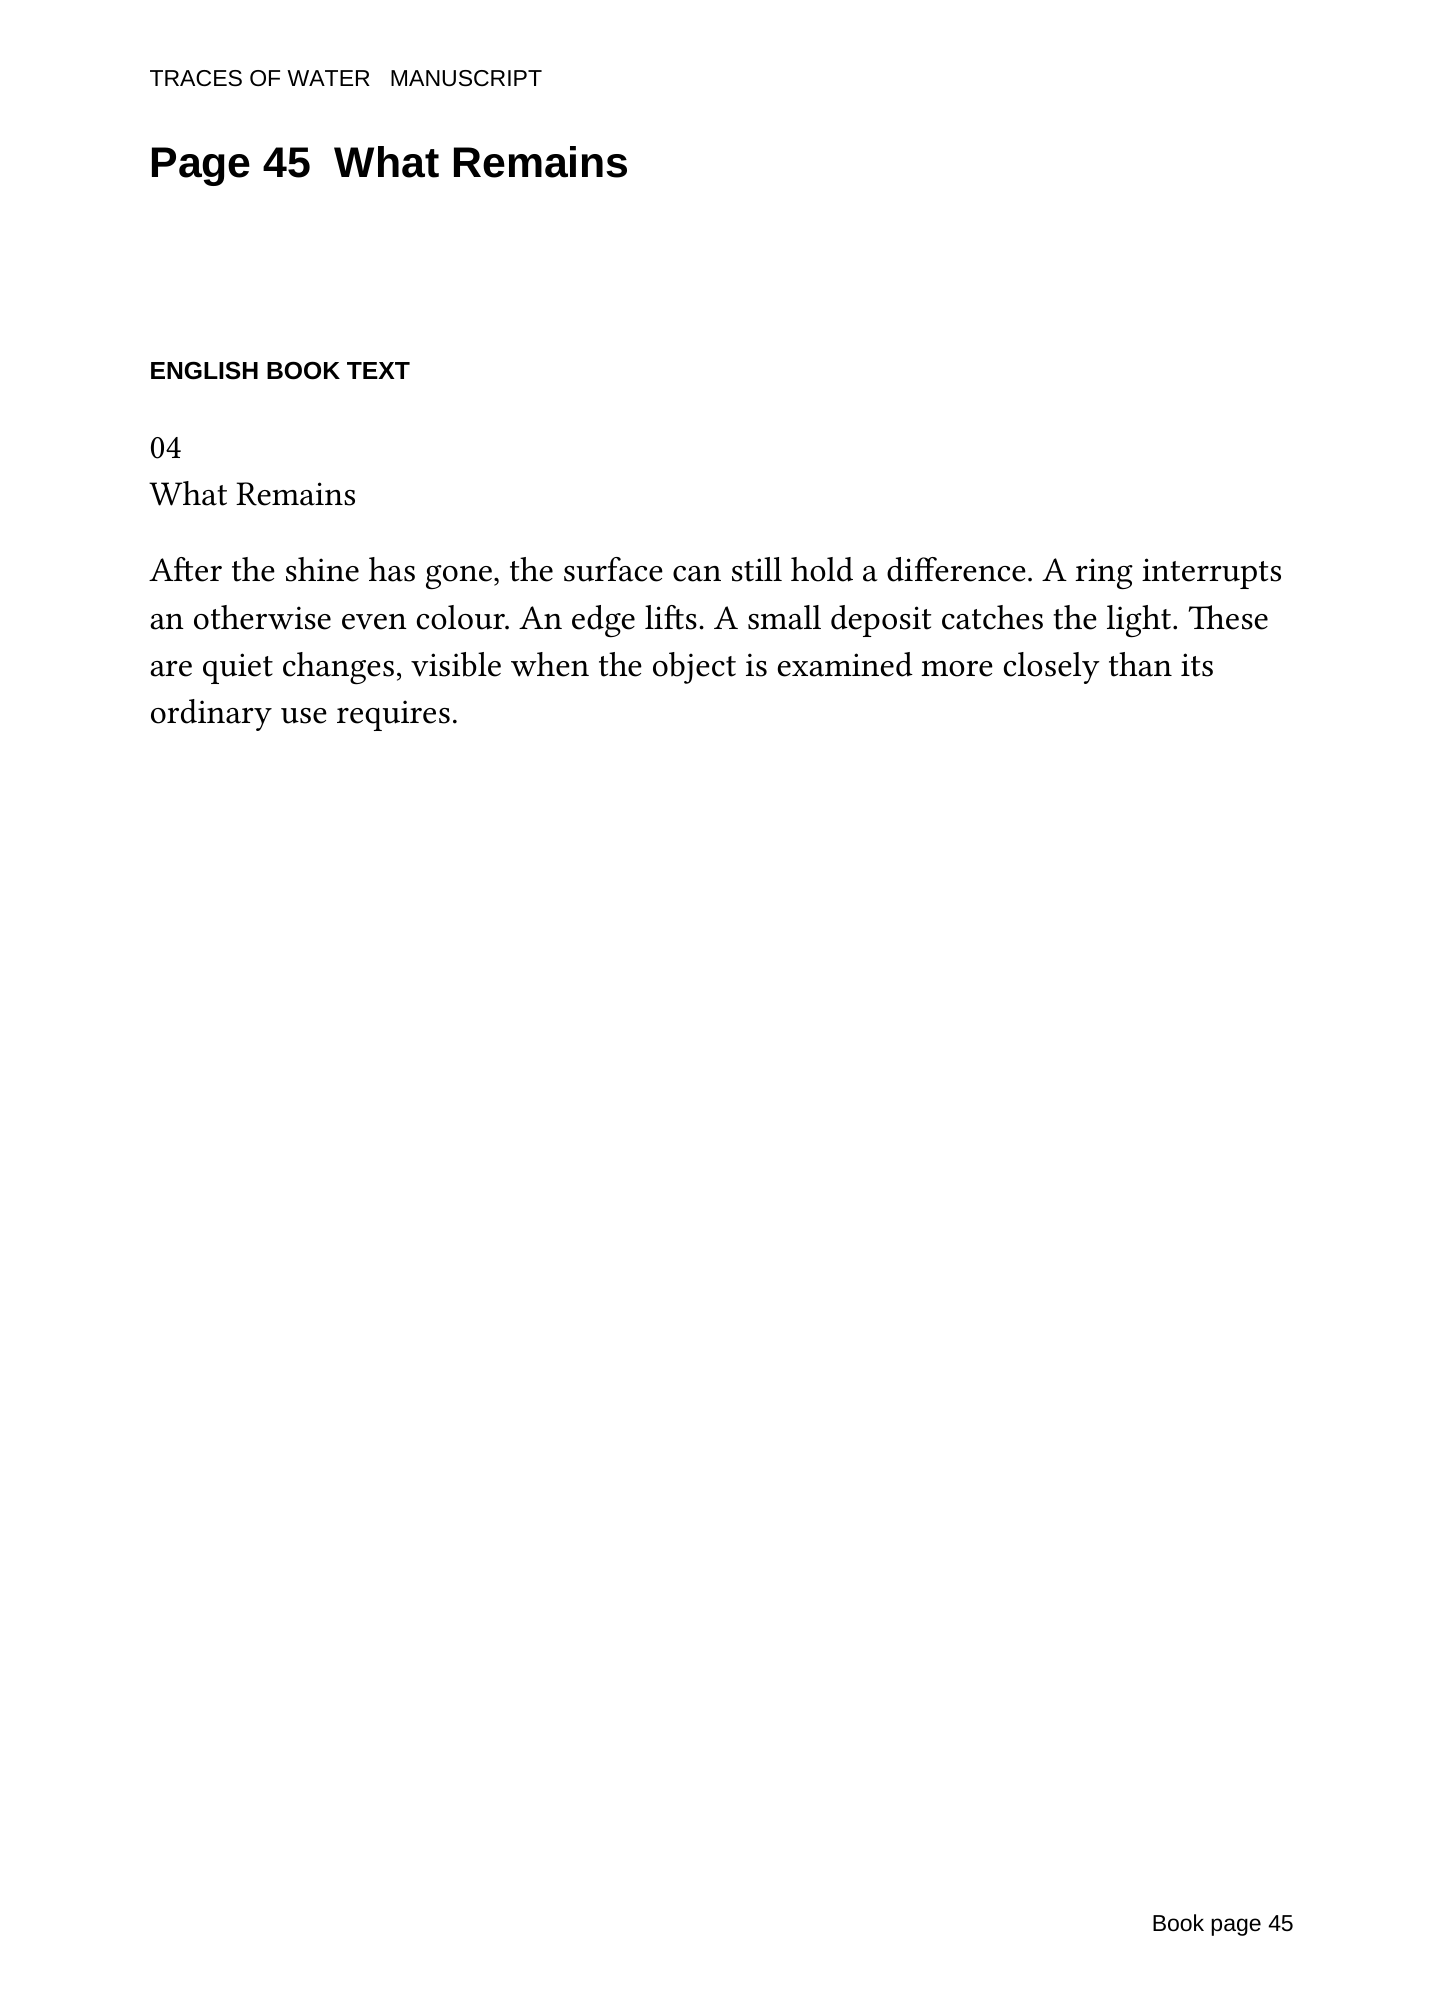 TRACES OF WATER   MANUSCRIPT
Page 45  What Remains
ENGLISH BOOK TEXT
04
What Remains
After the shine has gone, the surface can still hold a difference. A ring interrupts
an otherwise even colour. An edge lifts. A small deposit catches the light. These
are quiet changes, visible when the object is examined more closely than its
ordinary use requires.
Book page 45